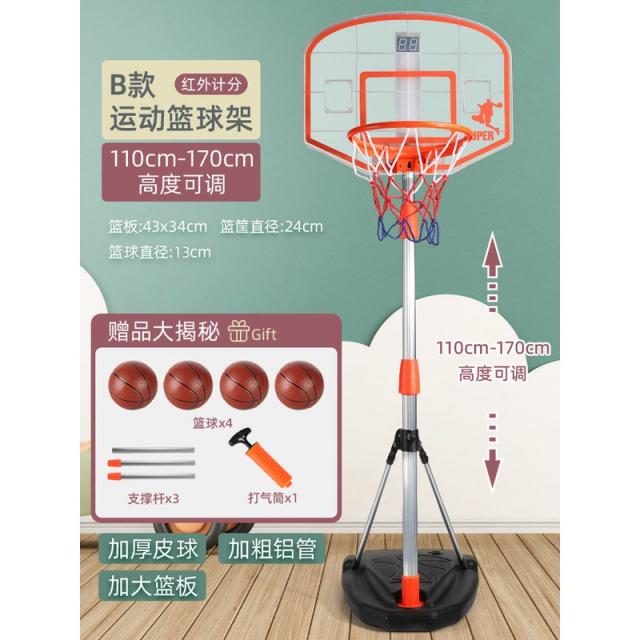 B款 红外计分
运动篮球架
110cm-170cm
高度可调
篮板:43x34cm 篮筐直径:24cm
篮球直径:13cm
赠品大揭秘 Gift
篮球x4
支撑杆x3 打气筒x1
加厚皮球 加粗铝管
加大篮板
110cm-170cm
高度可调
88